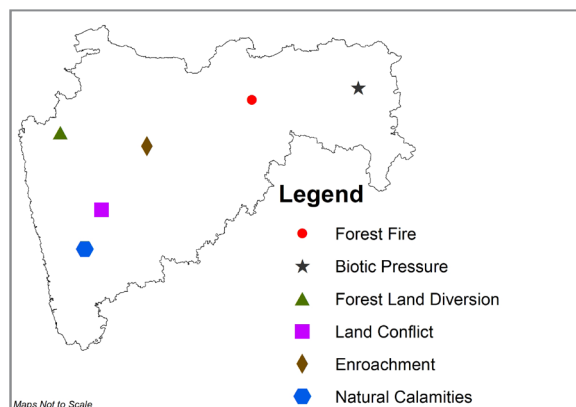 Legend
Forest Fire
Biotic Pressure
Forest Land Diversion
Land Conflict
Enroachment
Natural Calamities
Maps Not to Scale